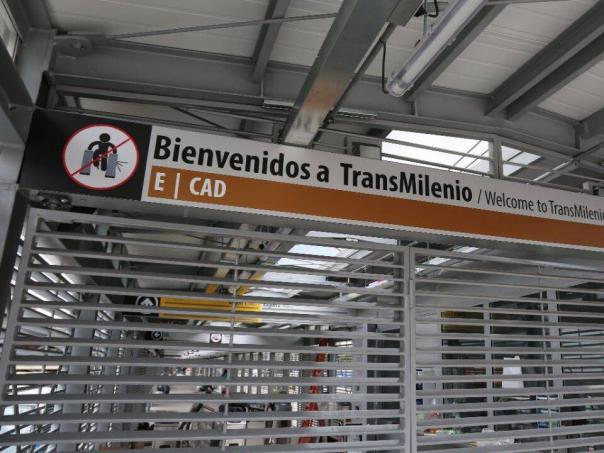 Bienvenidos a TransMilenio / Welcome to TransMilenio
E | CAD